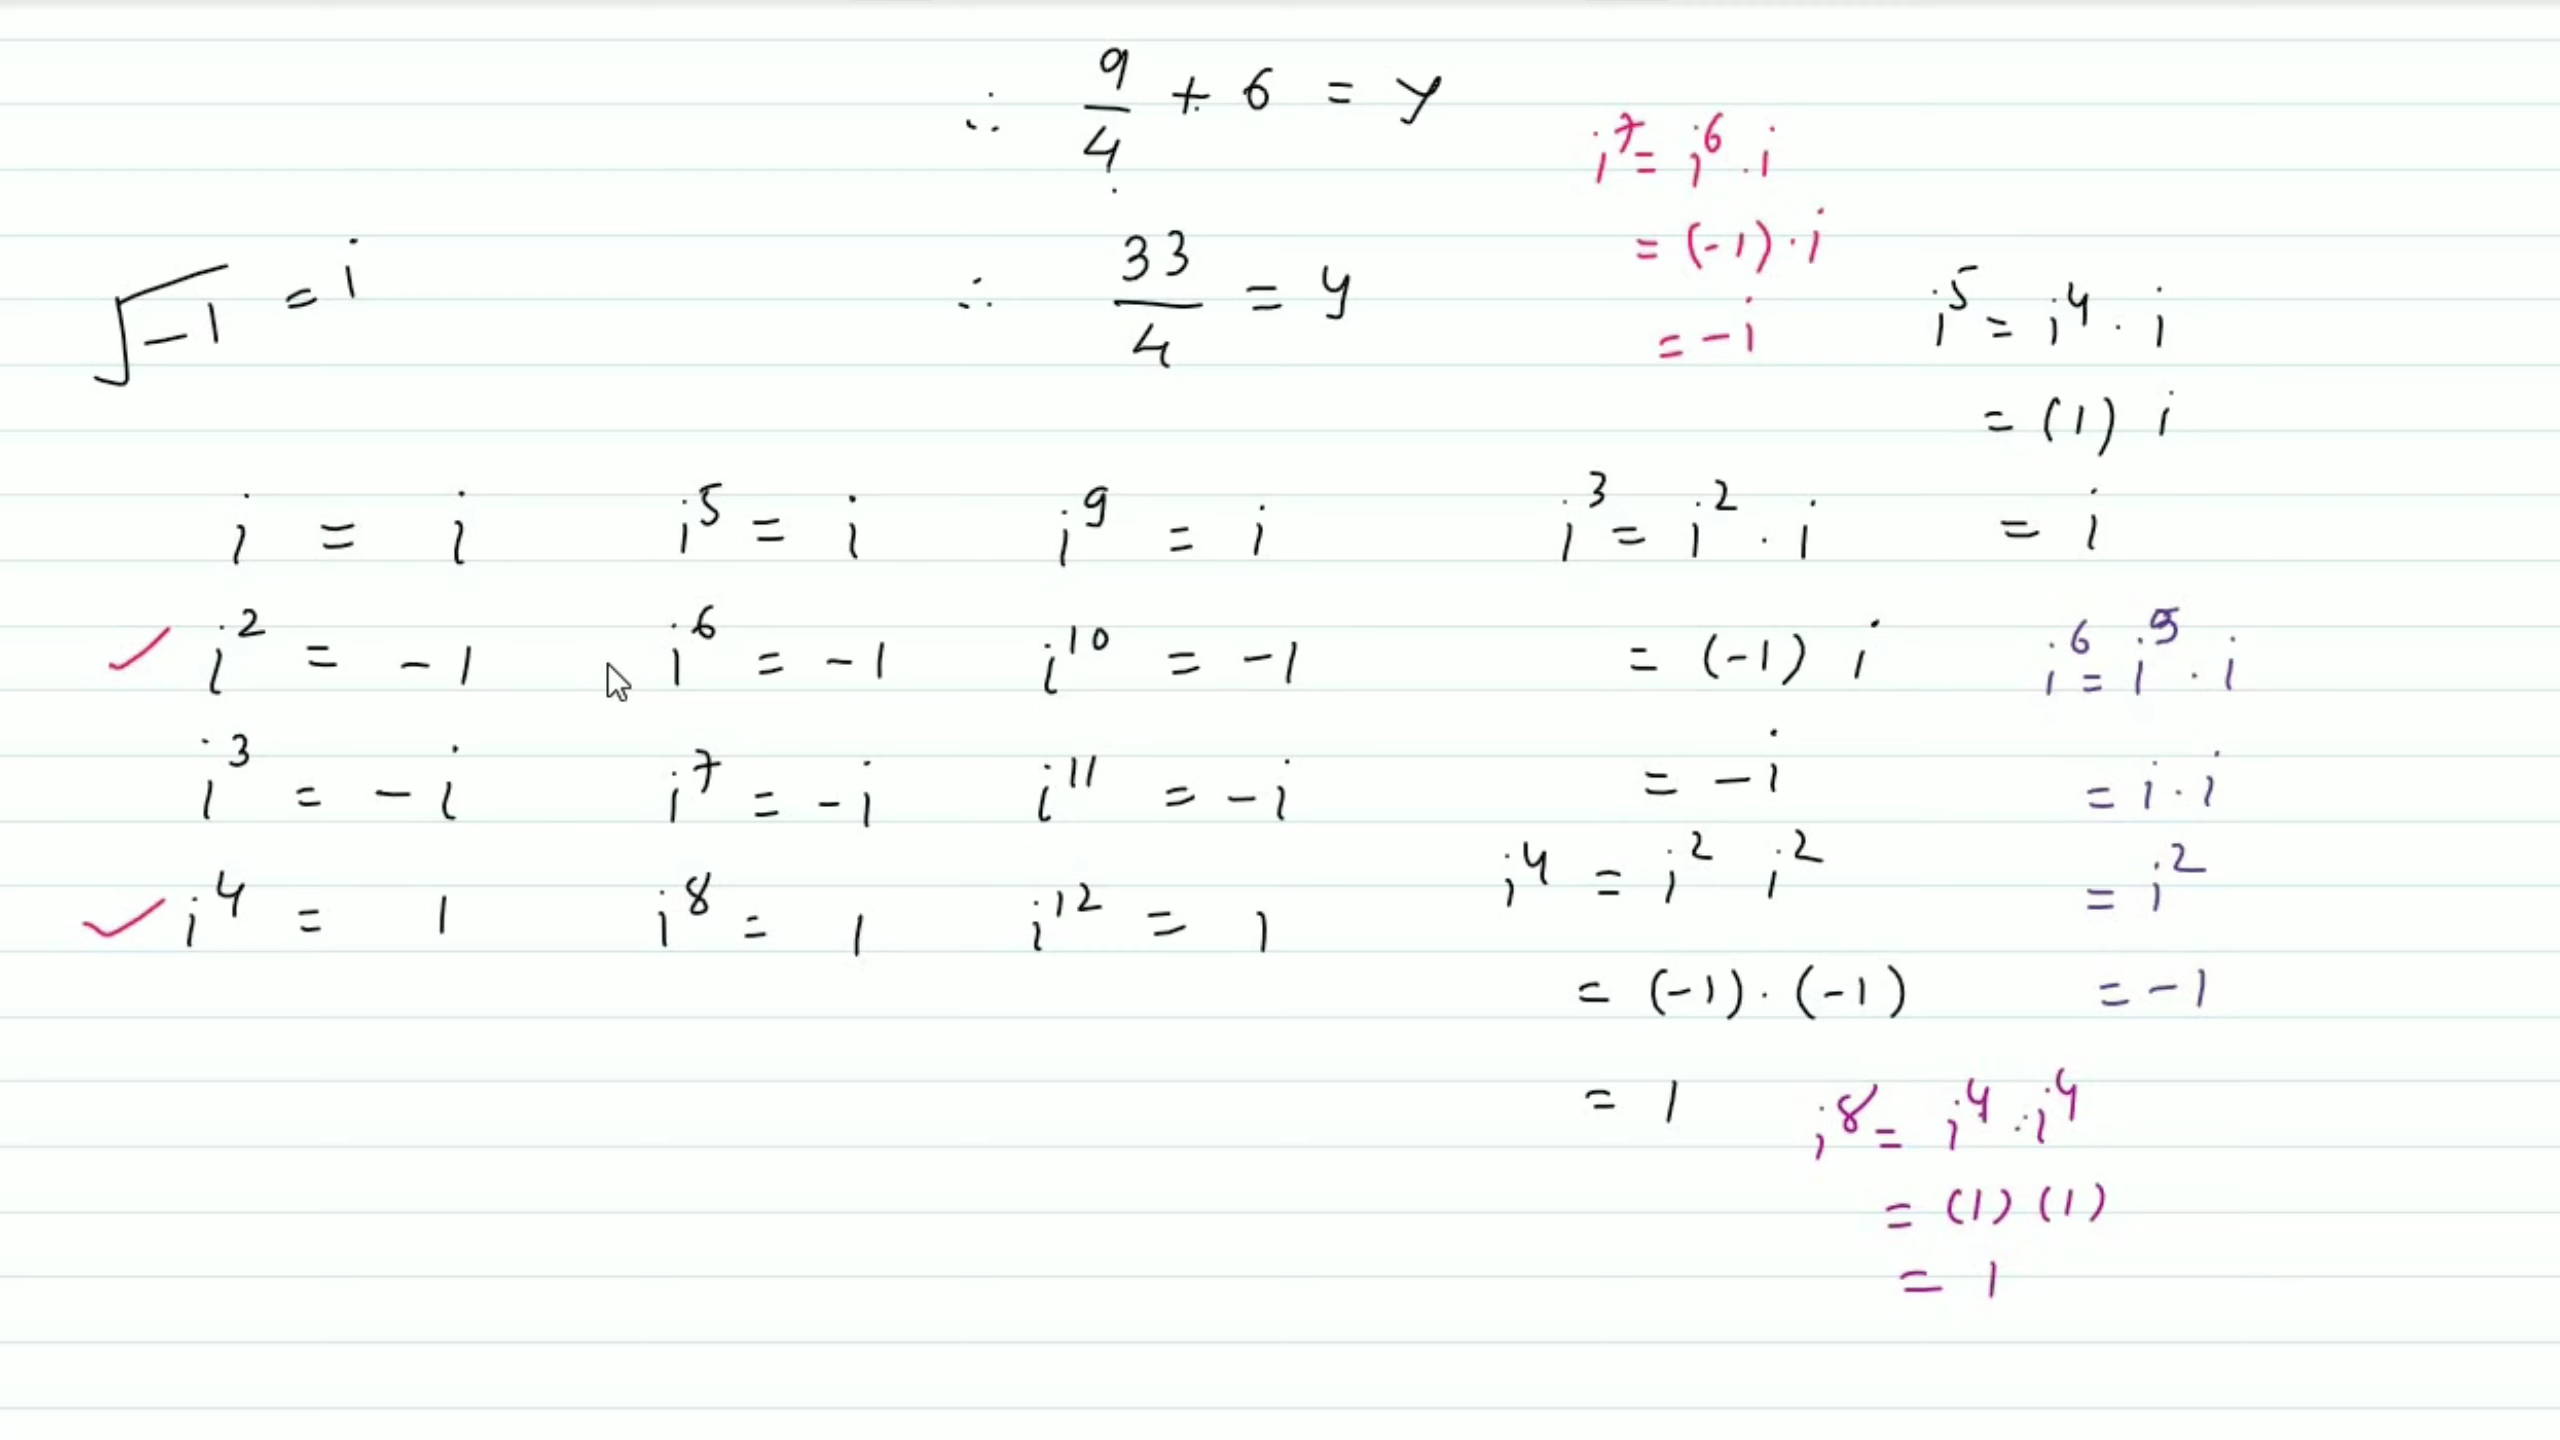 ∴ 9/4 + 6 = y
√-1 = i
∴ 33/4 = y
i = i   i⁵ = i   i⁹ = i
i² = -1   i⁶ = -1   i¹⁰ = -1
i³ = -i   i⁷ = -i   i¹¹ = -i
i⁴ = 1   i⁸ = 1   i¹² = 1
i⁷ = i⁶ . i
= (-1) . i
= -i
i⁵ = i⁴ . i
= (1) i
= i
i³ = i² . i
= (-1) i
= -i
i⁴ = i² i²
= (-1) . (-1)
= 1
i⁶ = i⁵ . i
= i . i
= i²
= -1
i⁸ = i⁴ . i⁴
= (1) (1)
= 1